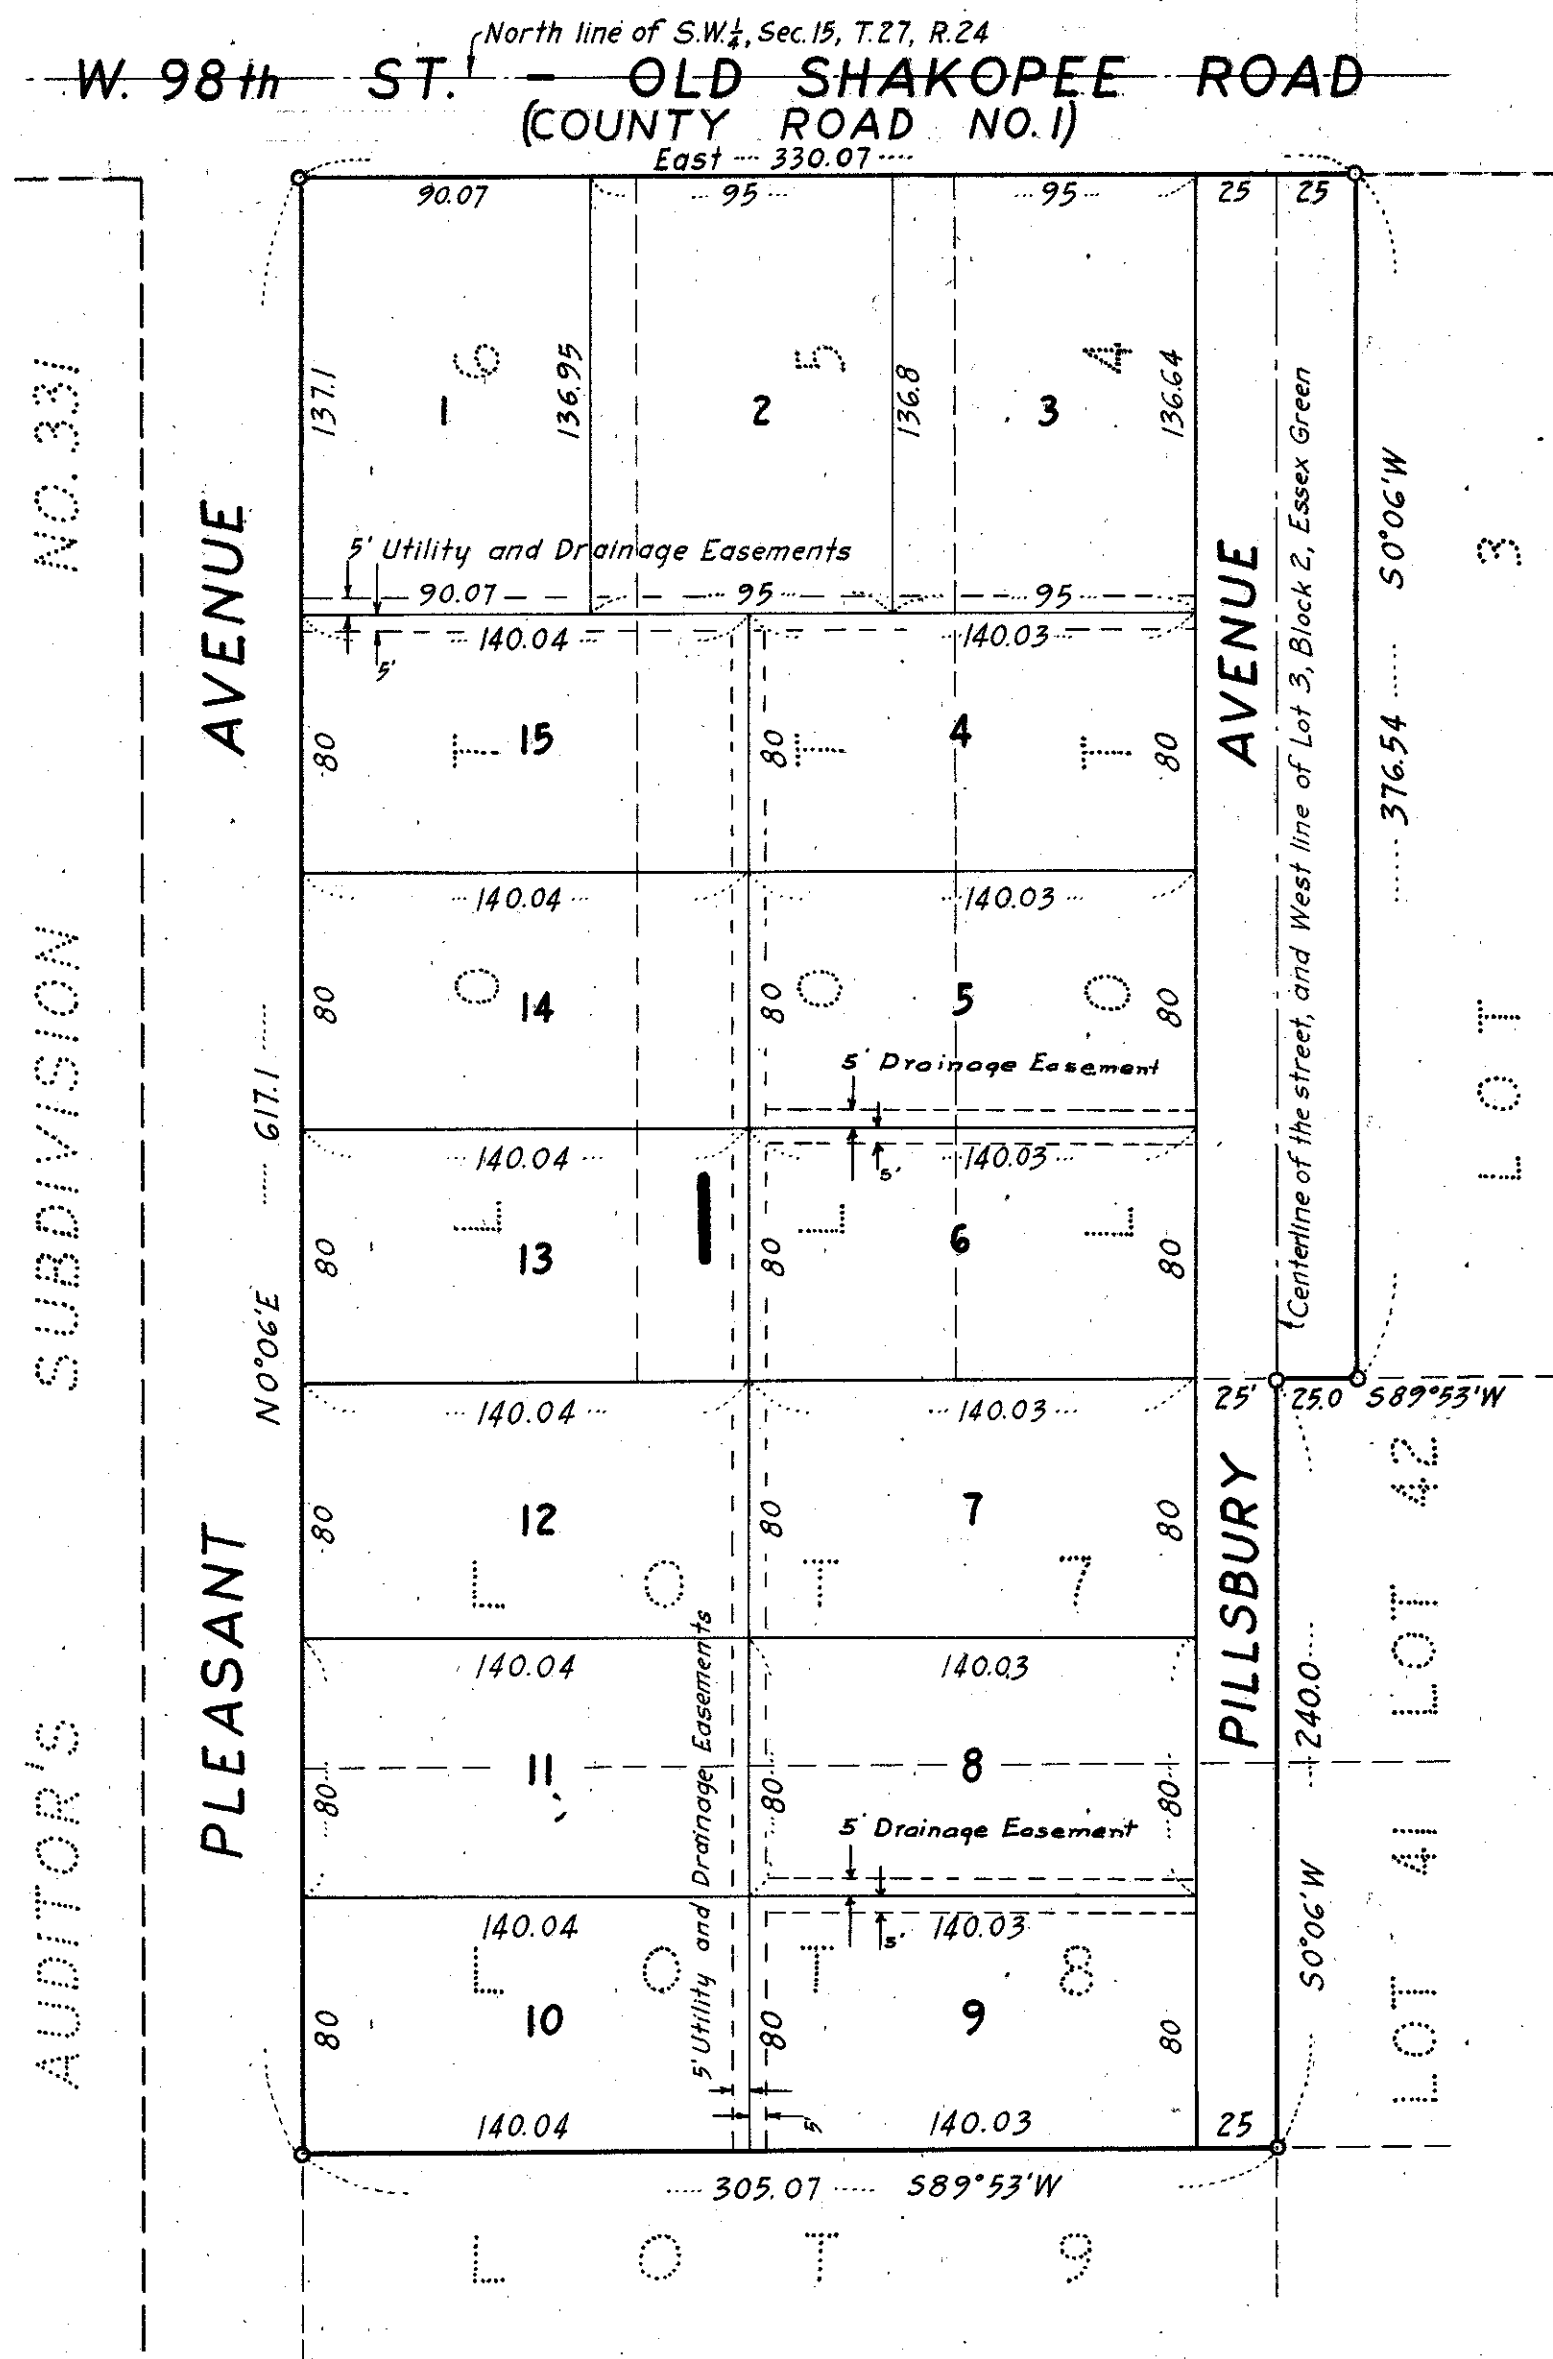 North line of S.W.¼, Sec.15, T.27, R.24
W. 98th ST. - OLD SHAKOPEE ROAD
(COUNTY ROAD NO. 1)
East 330.07
90.07 95 95 25 25
137.1 136.95 136.8 136.64
6 5 4
1 2 3
5' Utility and Drainage Easements
90.07 95 95
140.04 140.03
5'
80 LOT 15 80 LOT 4 LOT 80
140.04 140.03
80 14 80 5 80
5' Drainage Easement
140.04 140.03
5'
1
80 13 80 6 80
140.04 140.03
25' 25.0 S89°53'W
80 12 80 7 80
LOT 7
140.04 140.03
80 11 80 8 80
5' Drainage Easement
140.04 140.03
5'
LOT 8
80 10 80 9 80
5' Utility and Drainage Easements
5'
140.04 140.03 25
305.07 S89°53'W
LOT 9
AUDITOR'S SUBDIVISION NO. 331
PLEASANT AVENUE
N0°06'E 617.1
PILLSBURY AVENUE
Centerline of the street, and West line of Lot 3, Block 2, Essex Green
376.54 S0°06'W
LOT 3
S0°06'W 240.0
LOT 42
LOT 41